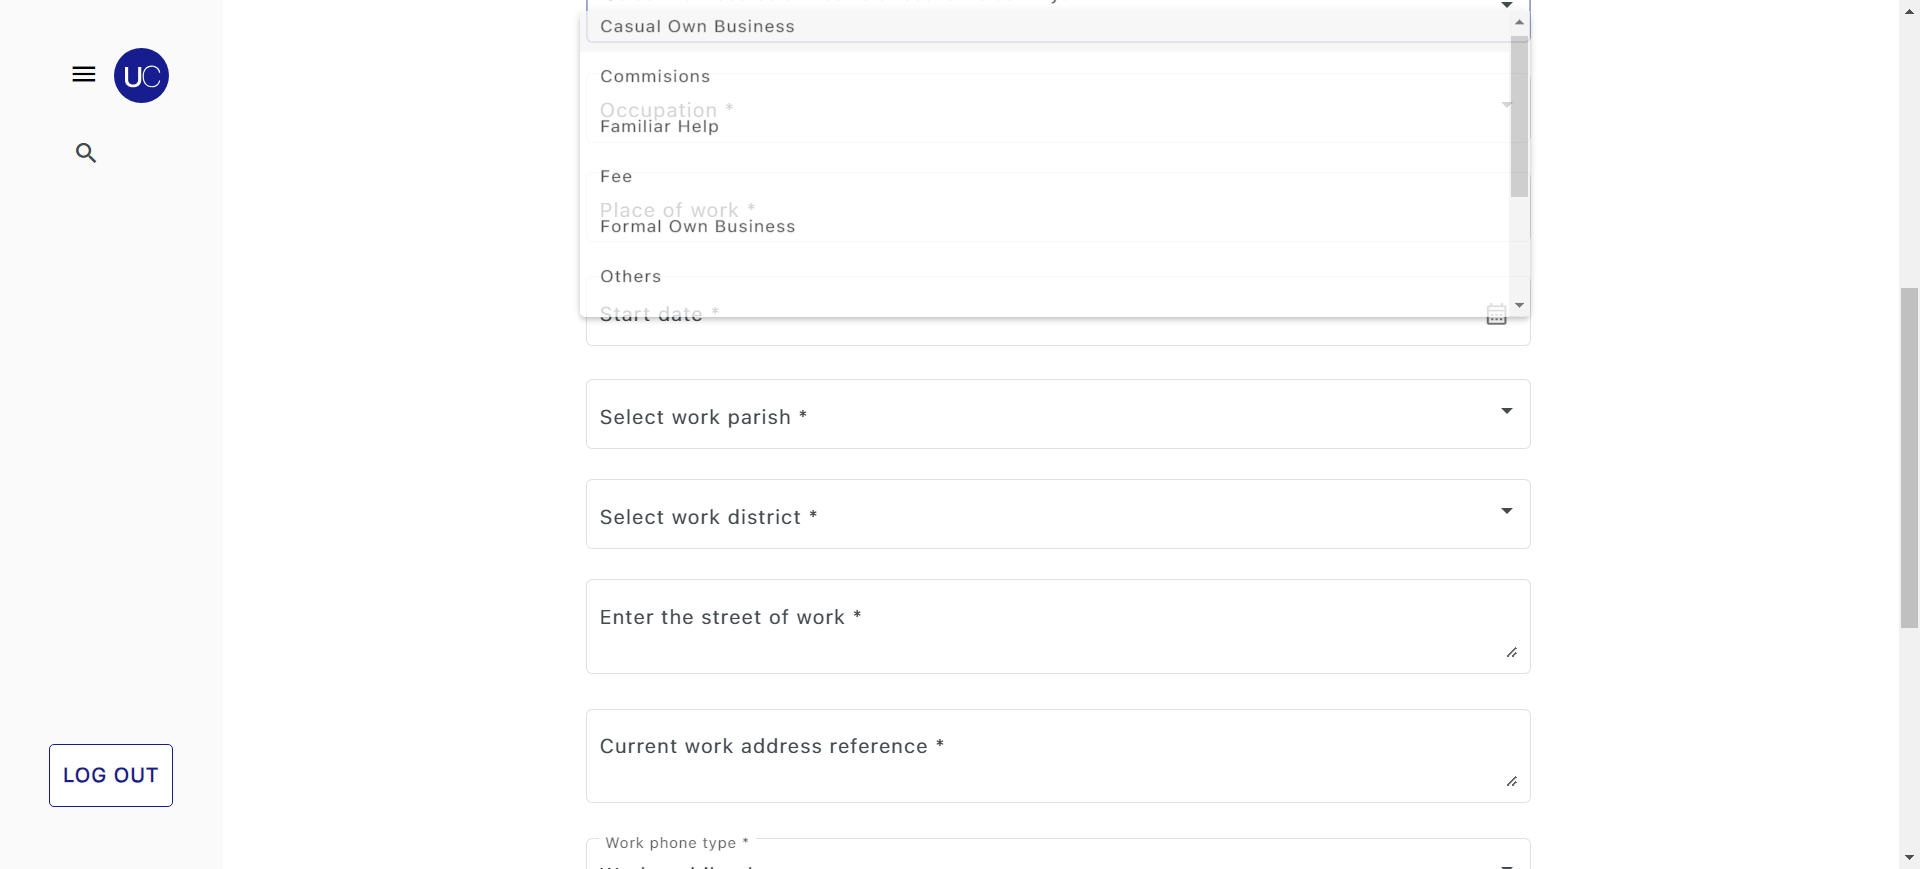 UC
Casual Own Business
Commisions
Occupation *
Familiar Help
Fee
Place of work *
Formal Own Business
Others
Start date *
Select work parish *
Select work district *
Enter the street of work *
Current work address reference *
Work phone type *
LOG OUT